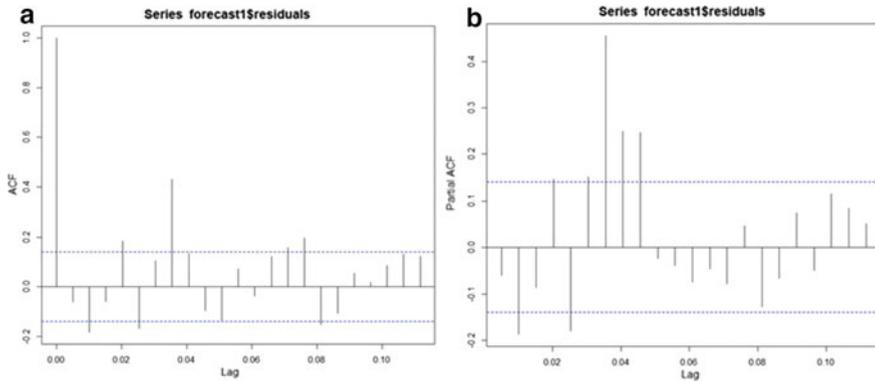 a
Series forecast1$residuals
ACF
1.0
0.8
0.6
0.4
0.2
0.0
-0.2
0.00 0.02 0.04 0.06 0.08 0.10
Lag
b
Series forecast1$residuals
Partial ACF
0.4
0.3
0.2
0.1
0.0
-0.1
-0.2
0.02 0.04 0.06 0.08 0.10
Lag